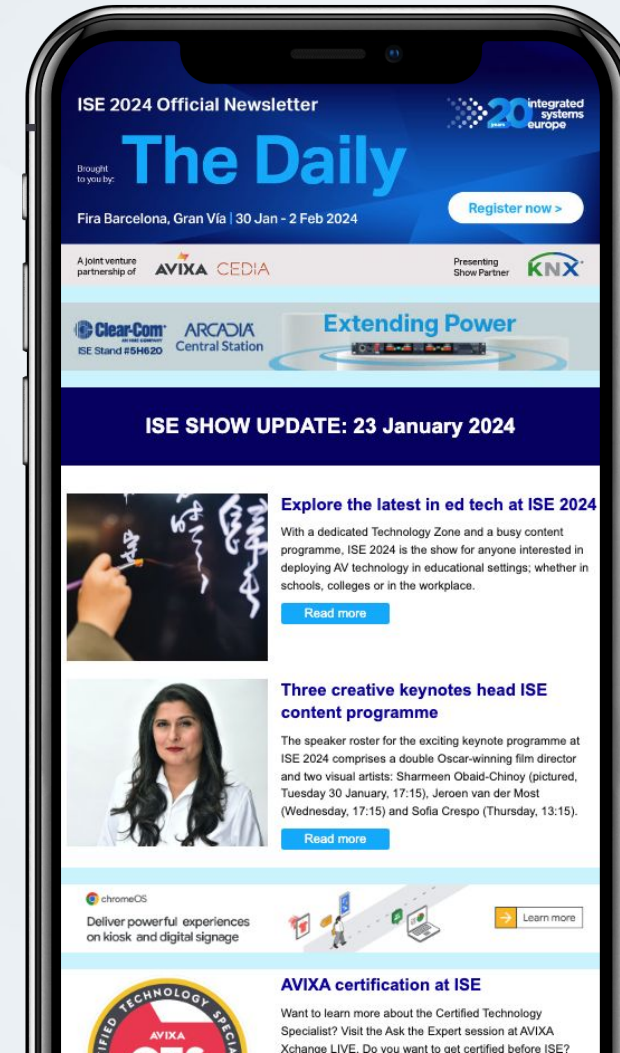 ISE 2024 Official Newsletter
20 years
integrated
systems
europe
Brought
to you by:
The Daily
Fira Barcelona, Gran Vía | 30 Jan - 2 Feb 2024
Register now >
A joint venture
partnership of
AVIXA CEDIA
Presenting
Show Partner
KNX
Clear-Com
ISE Stand #5H620
ARCADIA
Central Station
Extending Power
ISE SHOW UPDATE: 23 January 2024
Explore the latest in ed tech at ISE 2024
With a dedicated Technology Zone and a busy content
programme, ISE 2024 is the show for anyone interested in
deploying AV technology in educational settings; whether in
schools, colleges or in the workplace.
Read more
Three creative keynotes head ISE
content programme
The speaker roster for the exciting keynote programme at
ISE 2024 comprises a double Oscar-winning film director
and two visual artists: Sharmeen Obaid-Chinoy (pictured,
Tuesday 30 January, 17:15), Jeroen van der Most
(Wednesday, 17:15) and Sofia Crespo (Thursday, 13:15).
Read more
chromeOS
Deliver powerful experiences
on kiosk and digital signage
Learn more
TECHNOLOGY
AVIXA
AVIXA certification at ISE
Want to learn more about the Certified Technology
Specialist? Visit the Ask the Expert session at AVIXA
Xchange LIVE. Do you want to get certified before ISE?